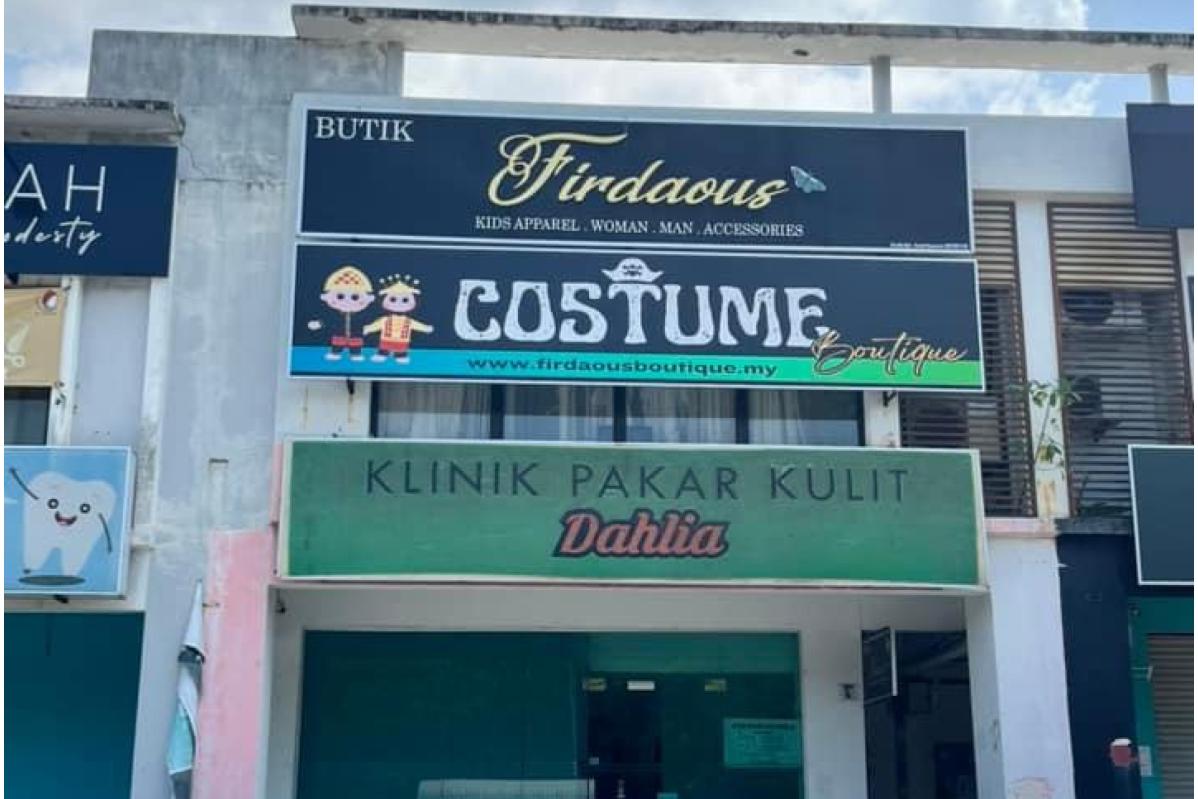 AH
odesty
BUTIK
Firdaous
KIDS APPAREL . WOMAN . MAN . ACCESSORIES
COSTUME
Boutique
www.firdaousboutique.my
KLINIK PAKAR KULIT
Dahlia